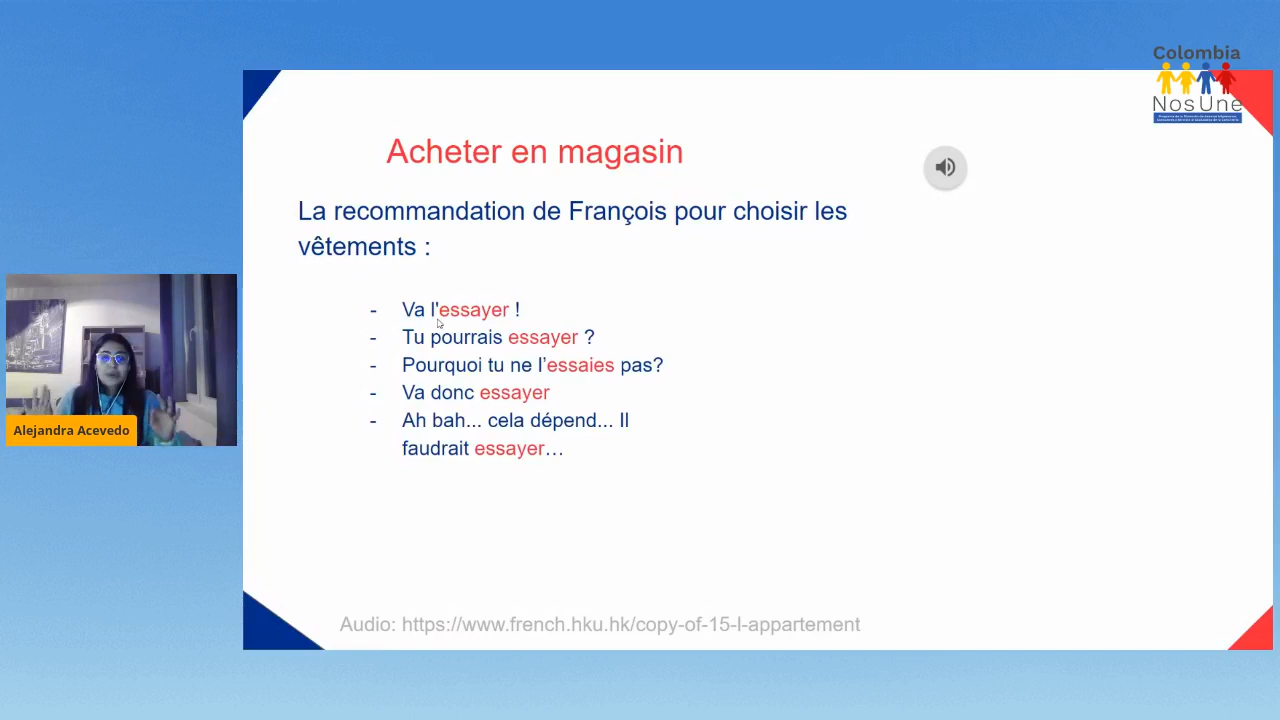 Colombia
NosUne
Acheter en magasin
La recommandation de François pour choisir les
vêtements :
- Va l'essayer !
- Tu pourrais essayer ?
- Pourquoi tu ne l’essaies pas?
- Va donc essayer
- Ah bah... cela dépend... Il
faudrait essayer…
Alejandra Acevedo
Audio: https://www.french.hku.hk/copy-of-15-l-appartement